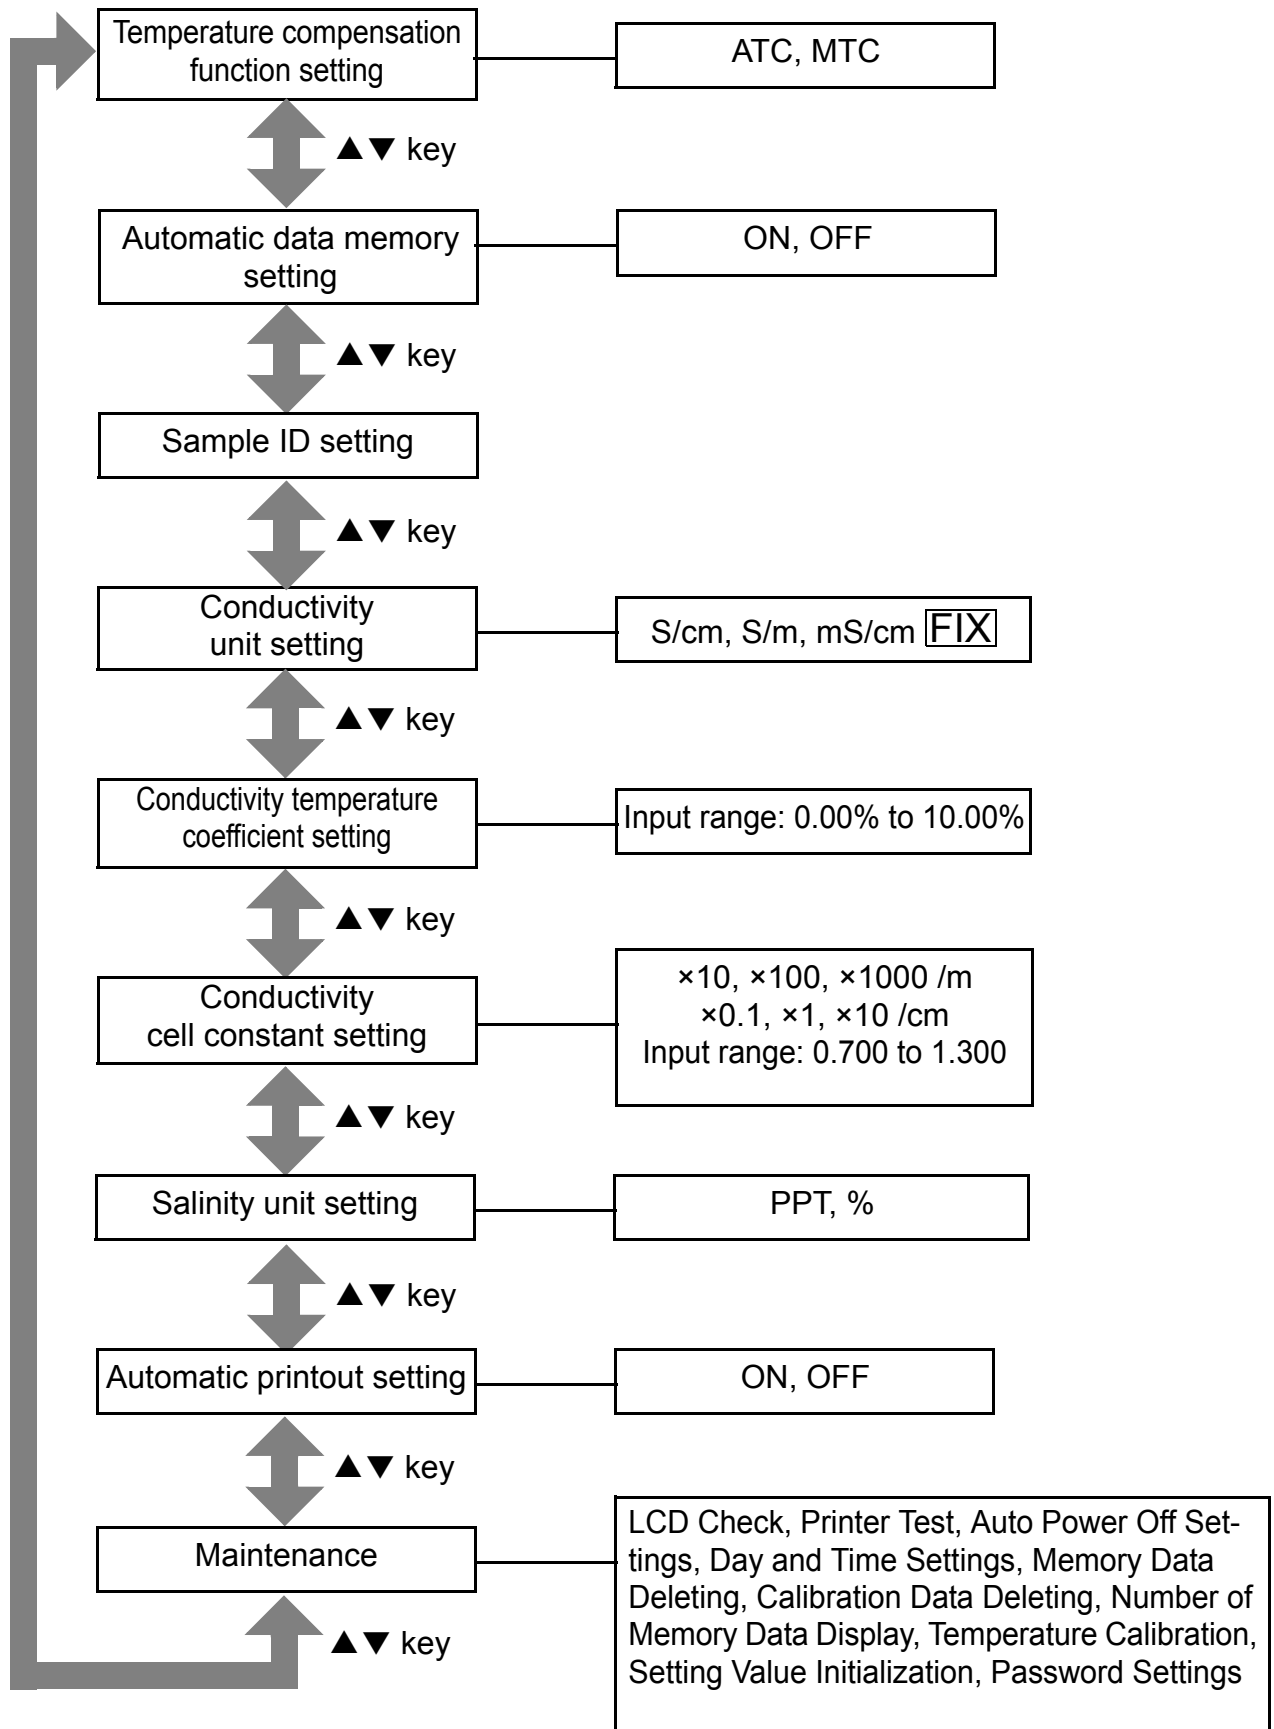 Temperature compensation
function setting
ATC, MTC
▲▼ key
Automatic data memory
setting
ON, OFF
▲▼ key
Sample ID setting
▲▼ key
Conductivity
unit setting
S/cm, S/m, mS/cm FIX
▲▼ key
Conductivity temperature
coefficient setting
Input range: 0.00% to 10.00%
▲▼ key
Conductivity
cell constant setting
×10, ×100, ×1000 /m
×0.1, ×1, ×10 /cm
Input range: 0.700 to 1.300
▲▼ key
Salinity unit setting
PPT, %
▲▼ key
Automatic printout setting
ON, OFF
▲▼ key
Maintenance
LCD Check, Printer Test, Auto Power Off Set-
tings, Day and Time Settings, Memory Data
Deleting, Calibration Data Deleting, Number of
Memory Data Display, Temperature Calibration,
Setting Value Initialization, Password Settings
▲▼ key